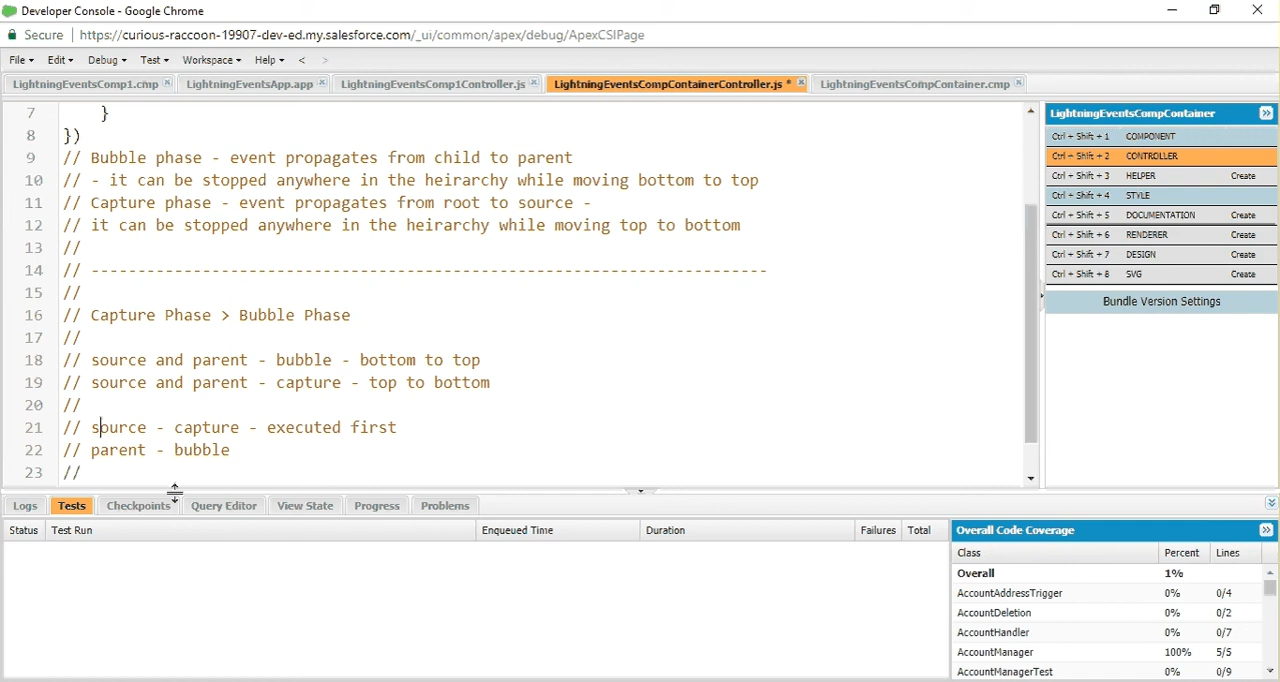 Developer Console - Google Chrome
Secure | https://curious-raccoon-19907-dev-ed.my.salesforce.com/_ui/common/apex/debug/ApexCSIPage
File Edit Debug Test Workspace Help < >
LightningEventsComp1.cmp LightningEventsApp.app LightningEventsComp1Controller.js LightningEventsCompContainerController.js * LightningEventsCompContainer.cmp
7 }
8 })
9 // Bubble phase - event propagates from child to parent
10 // - it can be stopped anywhere in the heirarchy while moving bottom to top
11 // Capture phase - event propagates from root to source -
12 // it can be stopped anywhere in the heirarchy while moving top to bottom
13 //
14 // -------------------------------------------------------------------------
15 //
16 // Capture Phase > Bubble Phase
17 //
18 // source and parent - bubble - bottom to top
19 // source and parent - capture - top to bottom
20 //
21 // source - capture - executed first
22 // parent - bubble
23 //
LightningEventsCompContainer
Ctrl + Shift + 1 COMPONENT
Ctrl + Shift + 2 CONTROLLER
Ctrl + Shift + 3 HELPER Create
Ctrl + Shift + 4 STYLE
Ctrl + Shift + 5 DOCUMENTATION Create
Ctrl + Shift + 6 RENDERER Create
Ctrl + Shift + 7 DESIGN Create
Ctrl + Shift + 8 SVG Create
Bundle Version Settings
Logs Tests Checkpoints Query Editor View State Progress Problems
Status Test Run Enqueued Time Duration Failures Total
Overall Code Coverage
Class Percent Lines
Overall 1%
AccountAddressTrigger 0% 0/4
AccountDeletion 0% 0/2
AccountHandler 0% 0/7
AccountManager 100% 5/5
AccountManagerTest 0% 0/9